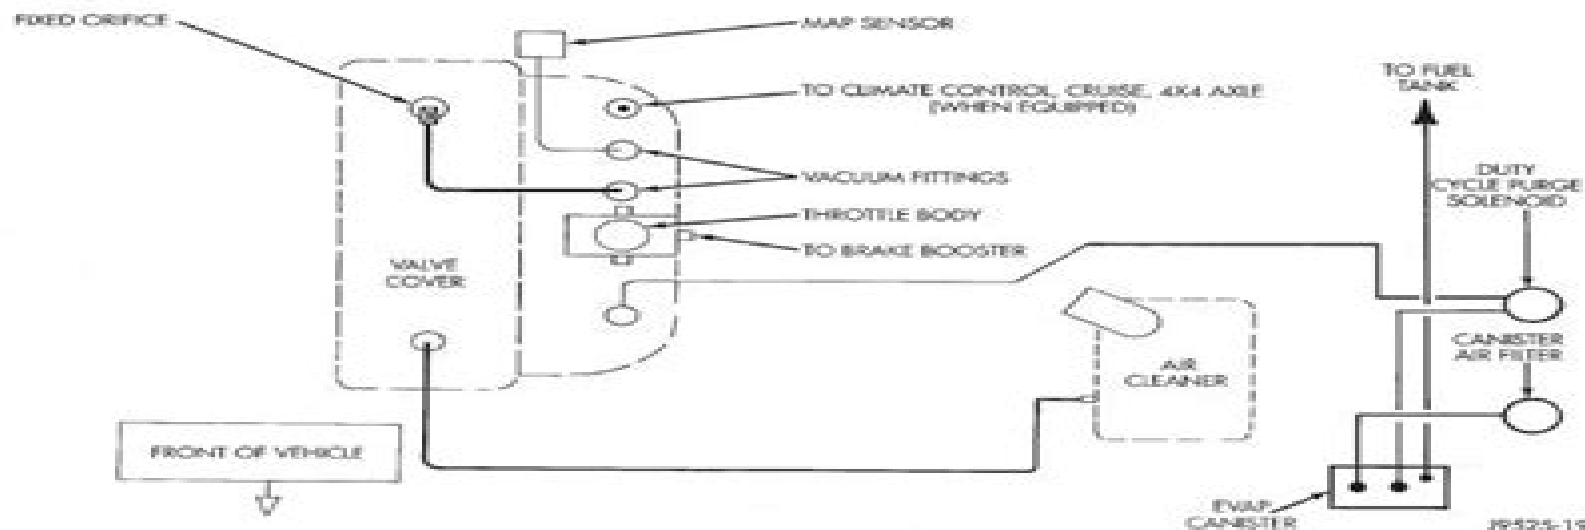 FIXED ORIFICE
MAP SENSOR
TO CLIMATE CONTROL, CRUISE, 4X4 AXLE
(WHEN EQUIPPED)
VACUUM FITTINGS
THROTTLE BODY
TO BRAKE BOOSTER
TO FUEL
TANK
DUTY
CYCLE PURGE
SOLENOID
VALVE
COVER
CANISTER
AIR FILTER
AIR
CLEANER
FRONT OF VEHICLE
EVAP
CANISTER